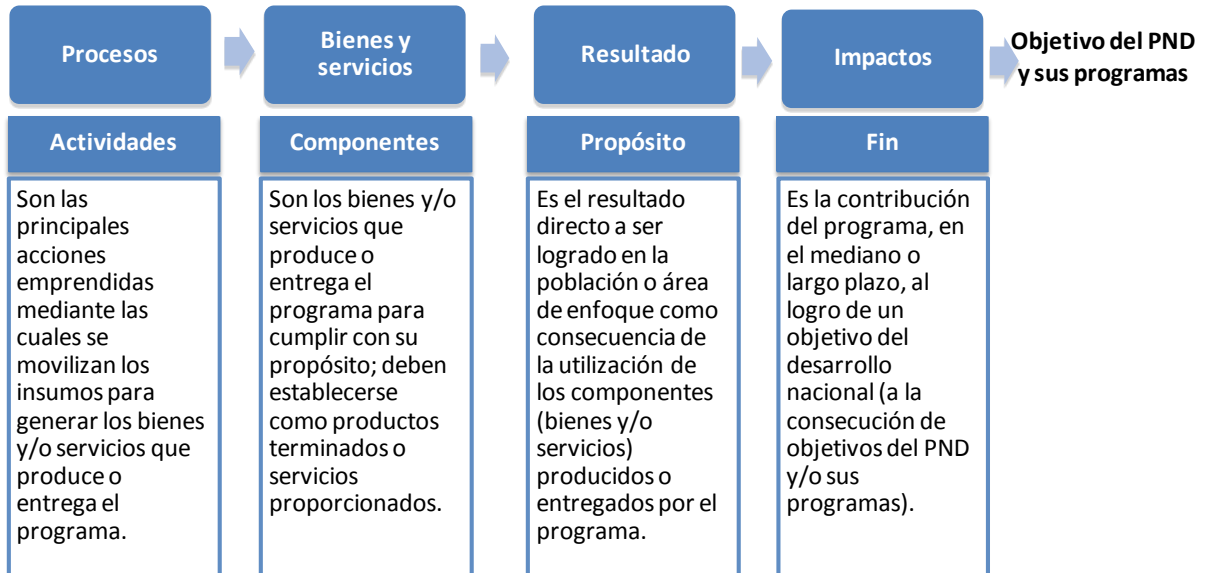 Procesos
Bienes y
servicios
Resultado
Impactos
Objetivo del PND
y sus programas
Actividades
Componentes
Propósito
Fin
Son las
principales
acciones
emprendidas
mediante las
cuales se
movilizan los
insumos para
generar los bienes
y/o servicios que
produce o
entrega el
programa.
Son los bienes y/o
servicios que
produce o
entrega el
programa para
cumplir con su
propósito; deben
establecerse
como productos
terminados o
servicios
proporcionados.
Es el resultado
directo a ser
logrado en la
población o área
de enfoque como
consecuencia de
la utilización de
los componentes
(bienes y/o
servicios)
producidos o
entregados por el
programa.
Es la contribución
del programa, en
el mediano o
largo plazo, al
logro de un
objetivo del
desarrollo
nacional (a la
consecución de
objetivos del PND
y/o sus
programas).